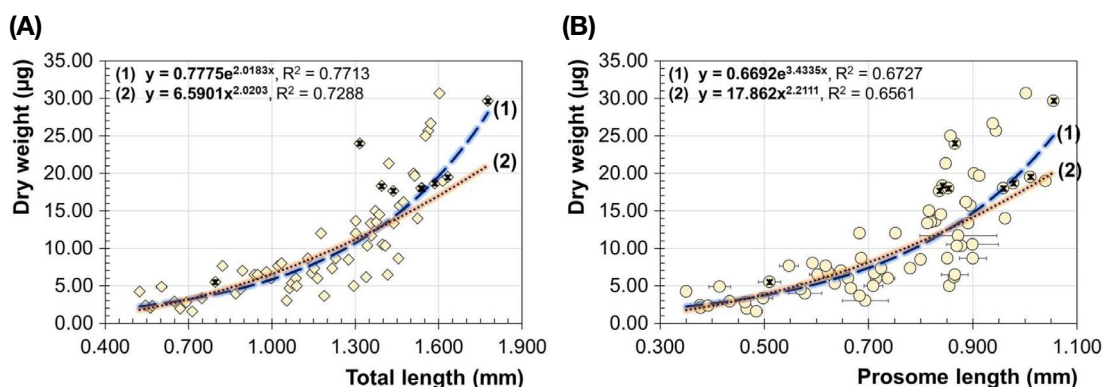 (A)
Dry weight (µg)
35.00
30.00
25.00
20.00
15.00
10.00
5.00
0.00
(1) y = 0.7775e^2.0183x, R² = 0.7713
(2) y = 6.5901x^2.0203, R² = 0.7288
(1)
(2)
0.400 0.700 1.000 1.300 1.600 1.900
Total length (mm)
(B)
Dry weight (µg)
35.00
30.00
25.00
20.00
15.00
10.00
5.00
0.00
(1) y = 0.6692e^3.4335x, R² = 0.6727
(2) y = 17.862x^2.2111, R² = 0.6561
(1)
(2)
0.300 0.500 0.700 0.900 1.100
Prosome length (mm)